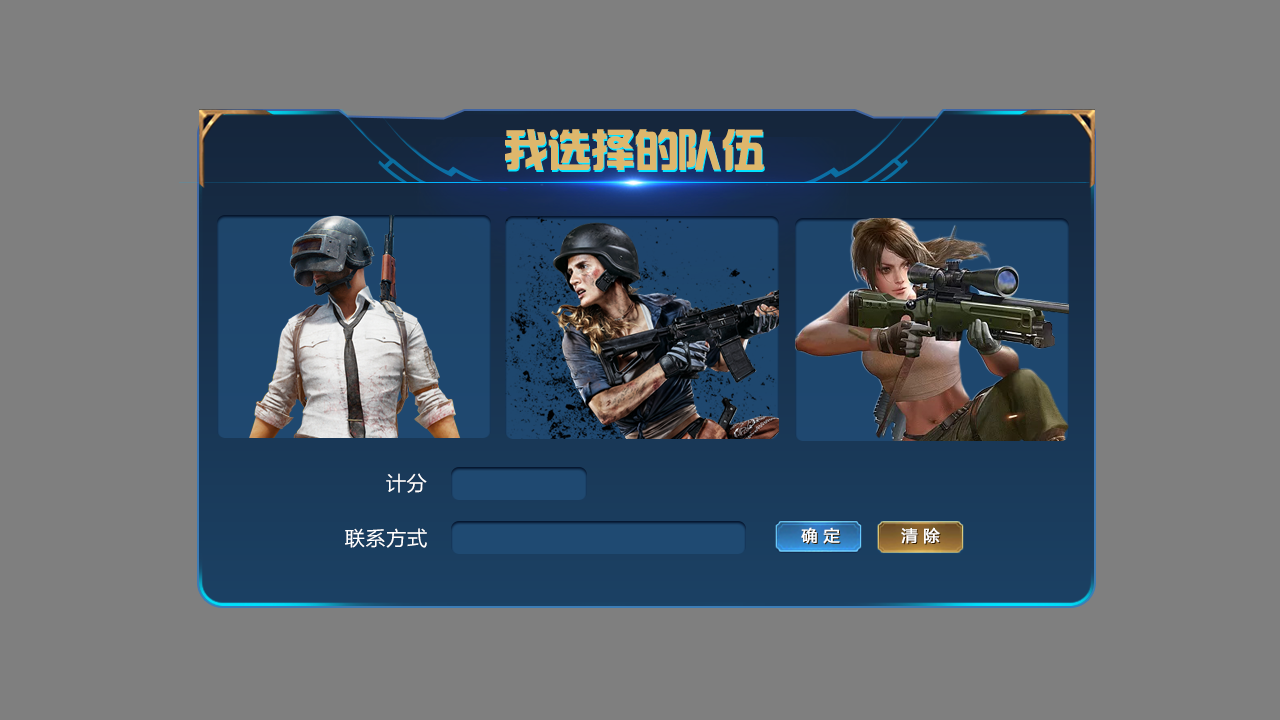 我选择的队伍
计分
联系方式
确定 清除